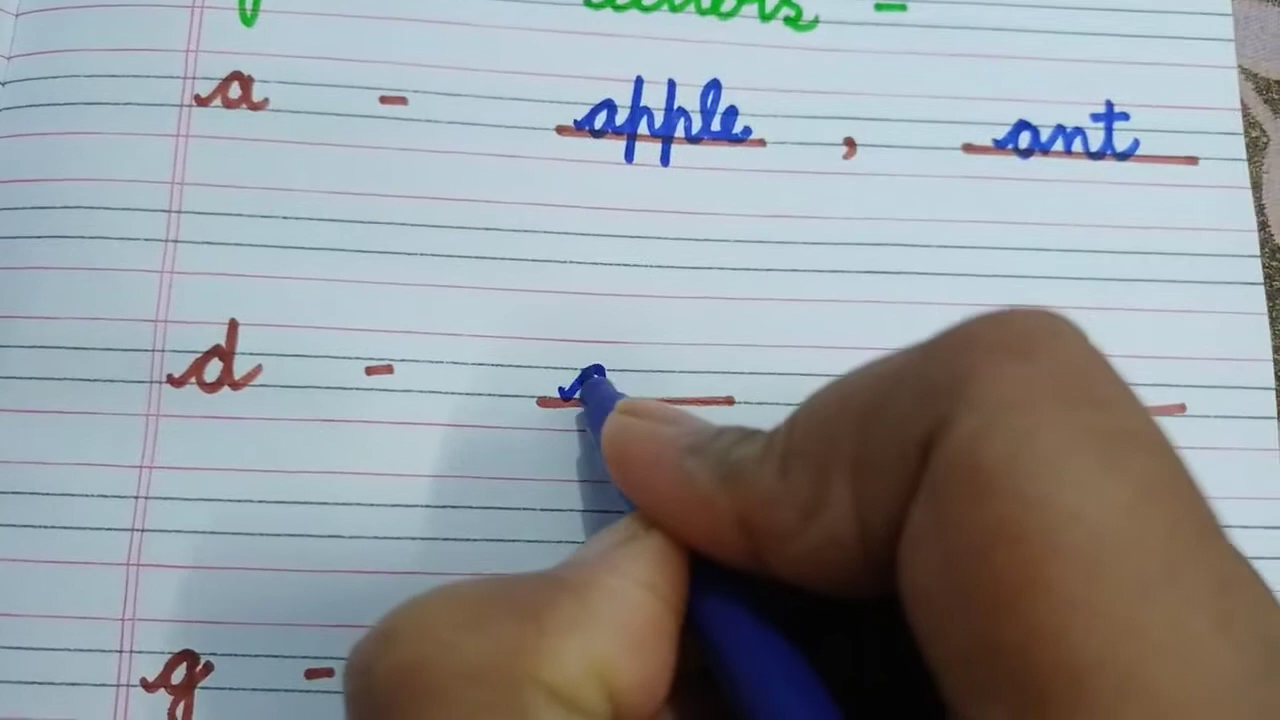 a - apple , ant
d -
g -